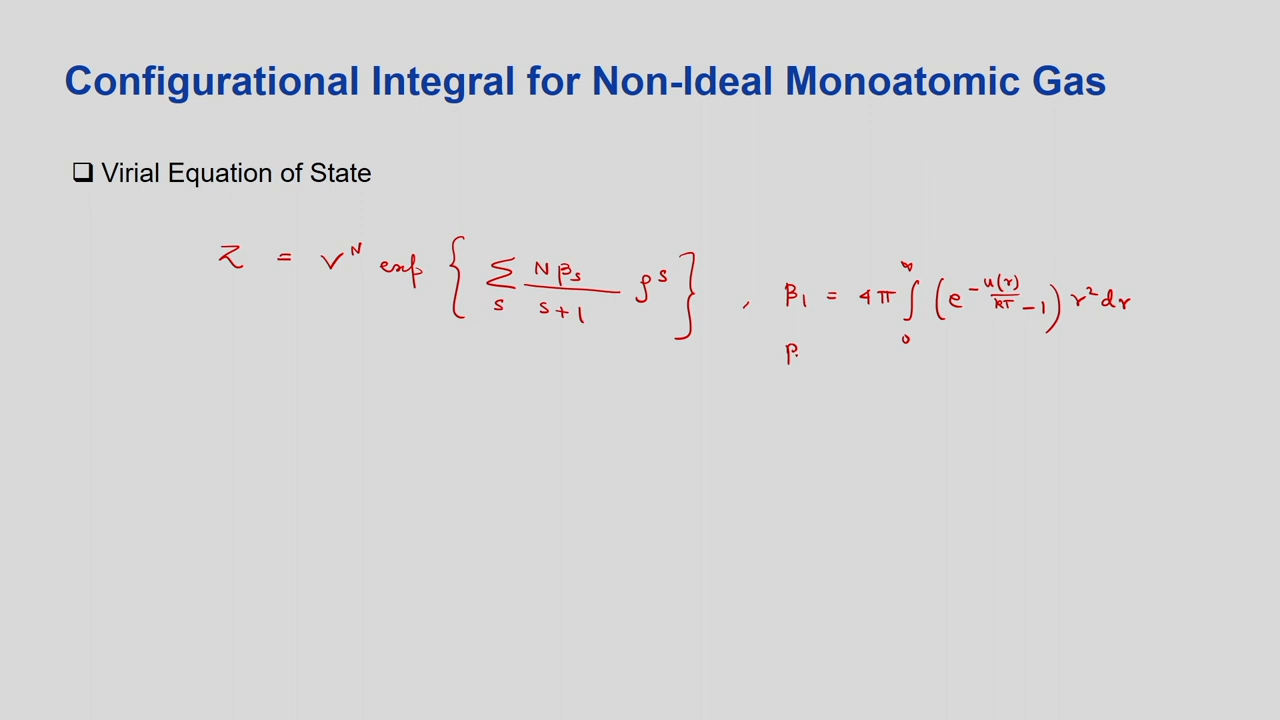 Configurational Integral for Non-Ideal Monoatomic Gas
❑ Virial Equation of State
Z = V^N exp { Σ_s Nβ_s / (s+1) ρ^s } , β_1 = 4π ∫_0^∞ (e^{-u(r)/kT} - 1) r^2 dr
β